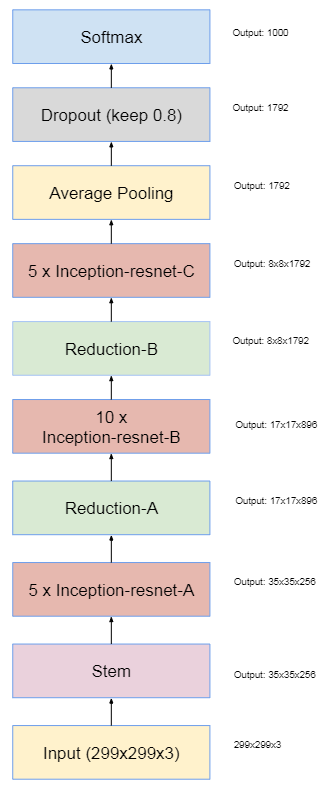 Softmax
Output: 1000
Dropout (keep 0.8)
Output: 1792
Average Pooling
Output: 1792
5 x Inception-resnet-C
Output: 8x8x1792
Reduction-B
Output: 8x8x1792
10 x
Inception-resnet-B
Output: 17x17x896
Reduction-A
Output: 17x17x896
5 x Inception-resnet-A
Output: 35x35x256
Stem
Output: 35x35x256
Input (299x299x3)
299x299x3